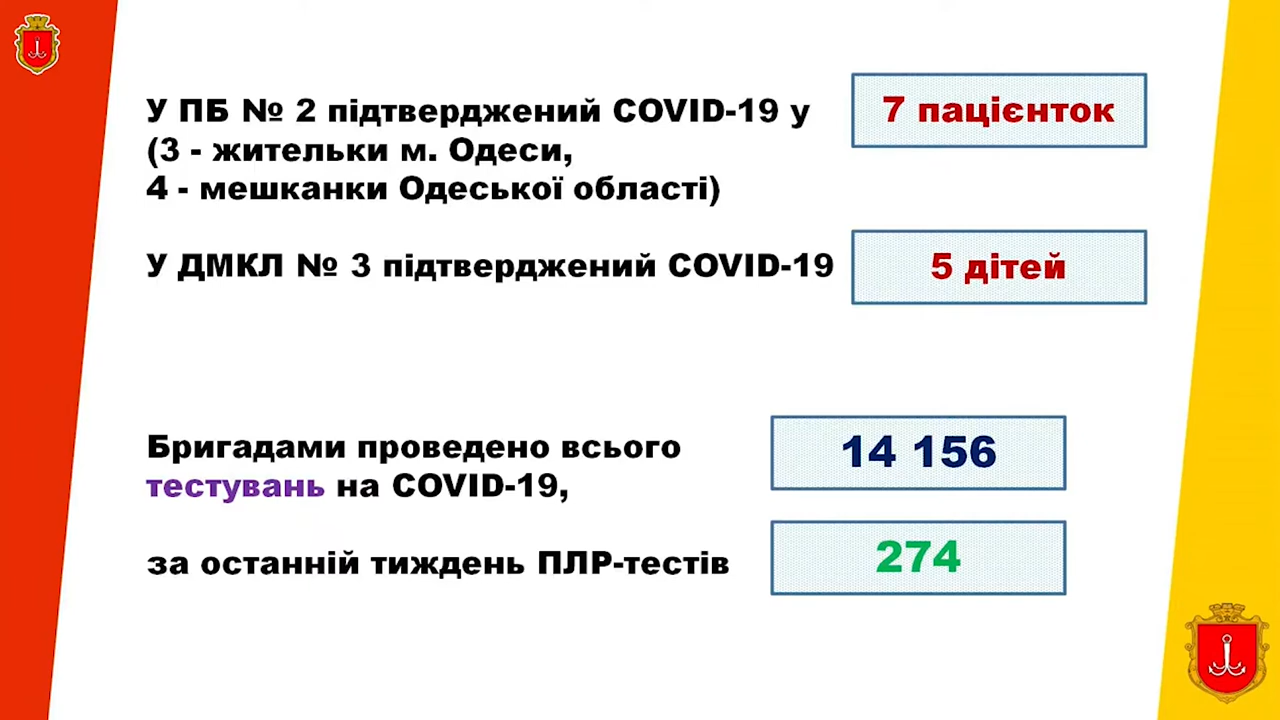 У ПБ № 2 підтверджений COVID-19 у
7 пацієнток
(3 - жительки м. Одеси,
4 - мешканки Одеської області)
У ДМКЛ № 3 підтверджений COVID-19
5 дітей
Бригадами проведено всього
14 156
тестувань на COVID-19,
за останній тиждень ПЛР-тестів
274